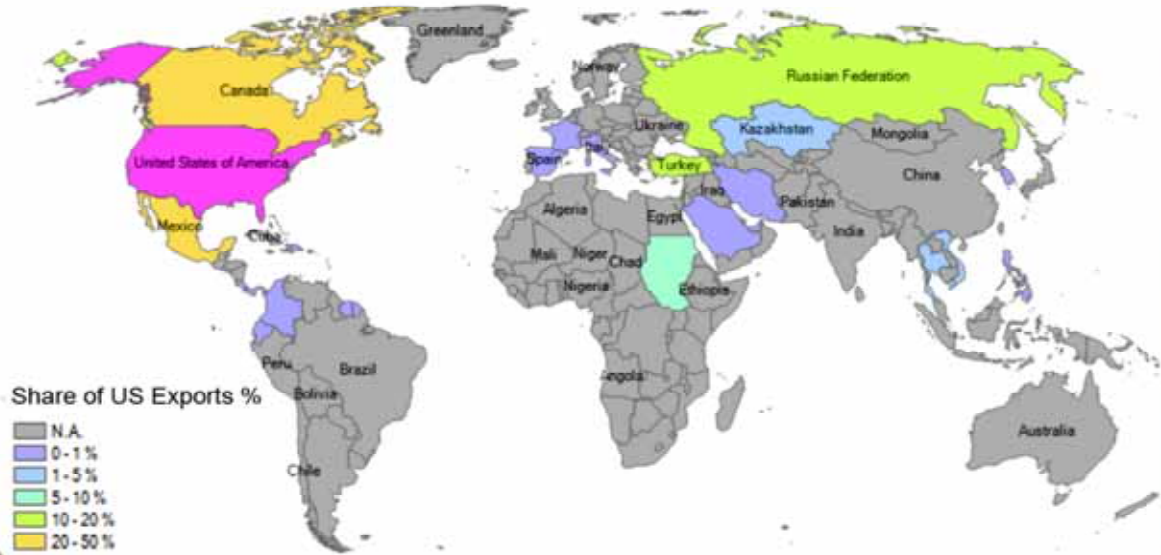 Greenland
Norway
Russian Federation
Canada
Ukraine
Kazakhstan
Mongolia
United States of America
Spain
Turkey
China
Iraq
Pakistan
Mexico
Cuba
Algeria
Egypt
India
Mali
Niger
Chad
Nigeria
Ethiopia
Peru
Brazil
Angola
Bolivia
Australia
Chile
Share of US Exports %
N.A.
0 - 1 %
1 - 5 %
5 - 10 %
10 - 20 %
20 - 50 %